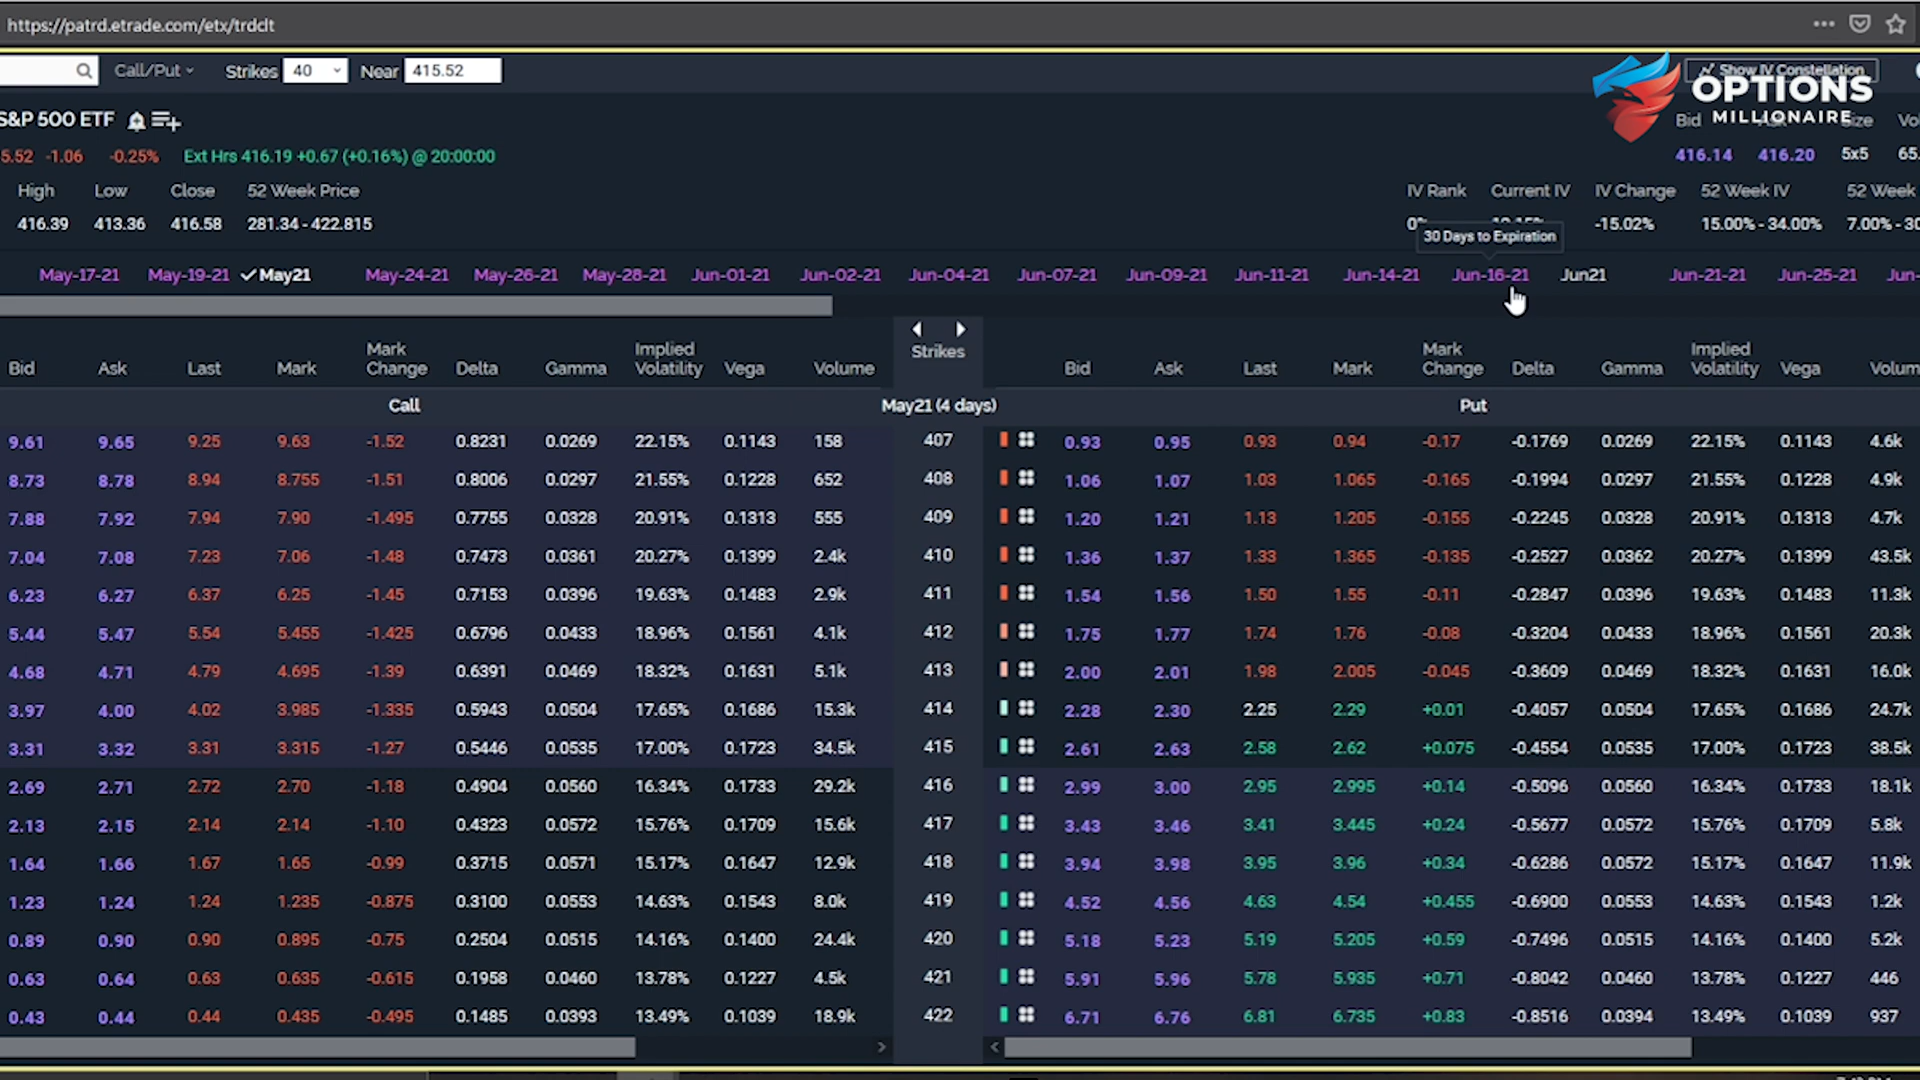 https://patrd.etrade.com/etx/trdclt
Call/Put Strikes 40 Near 415.52 Show IV Constellation
OPTIONS
MILLIONAIRE
S&P 500 ETF Bid Size
5.52 -1.06 -0.25% Ext Hrs 416.19 +0.67 (+0.16%) @ 20:00:00 416.14 416.20 5x5 65.
High Low Close 52 Week Price IV Rank Current IV IV Change 52 Week IV 52 Week
416.39 413.36 416.58 281.34 - 422.815 -15.02% 15.00% - 34.00% 7.00% - 30
30 Days to Expiration
May-17-21 May-19-21 May21 May-24-21 May-26-21 May-28-21 Jun-01-21 Jun-02-21 Jun-04-21 Jun-07-21 Jun-09-21 Jun-11-21 Jun-14-21 Jun-16-21 Jun21 Jun-21-21 Jun-25-21 Jun-
Bid Ask Last Mark Mark Change Delta Gamma Implied Volatility Vega Volume Strikes Bid Ask Last Mark Mark Change Delta Gamma Implied Volatility Vega Volum
Call May21 (4 days) Put
9.61 9.65 9.25 9.63 -1.52 0.8231 0.0269 22.15% 0.1143 158 407 0.93 0.95 0.93 0.94 -0.17 -0.1769 0.0269 22.15% 0.1143 4.6k
8.73 8.78 8.94 8.755 -1.51 0.8006 0.0297 21.55% 0.1228 652 408 1.06 1.07 1.03 1.065 -0.165 -0.1994 0.0297 21.55% 0.1228 4.9k
7.88 7.92 7.94 7.90 -1.495 0.7755 0.0328 20.91% 0.1313 555 409 1.20 1.21 1.13 1.205 -0.155 -0.2245 0.0328 20.91% 0.1313 4.7k
7.04 7.08 7.23 7.06 -1.48 0.7473 0.0361 20.27% 0.1399 2.4k 410 1.36 1.37 1.33 1.365 -0.135 -0.2527 0.0362 20.27% 0.1399 43.5k
6.23 6.27 6.37 6.25 -1.45 0.7153 0.0396 19.63% 0.1483 2.9k 411 1.54 1.56 1.50 1.55 -0.11 -0.2847 0.0396 19.63% 0.1483 11.3k
5.44 5.47 5.54 5.455 -1.425 0.6796 0.0433 18.96% 0.1561 4.1k 412 1.75 1.77 1.74 1.76 -0.08 -0.3204 0.0433 18.96% 0.1561 20.3k
4.68 4.71 4.79 4.695 -1.39 0.6391 0.0469 18.32% 0.1631 5.1k 413 2.00 2.01 1.98 2.005 -0.045 -0.3609 0.0469 18.32% 0.1631 16.0k
3.97 4.00 4.02 3.985 -1.335 0.5943 0.0504 17.65% 0.1686 15.3k 414 2.28 2.30 2.25 2.29 +0.01 -0.4057 0.0504 17.65% 0.1686 24.7k
3.31 3.32 3.31 3.315 -1.27 0.5446 0.0535 17.00% 0.1723 34.5k 415 2.61 2.63 2.58 2.62 +0.075 -0.4554 0.0535 17.00% 0.1723 38.5k
2.69 2.71 2.72 2.70 -1.18 0.4904 0.0560 16.34% 0.1733 29.2k 416 2.99 3.00 2.95 2.995 +0.14 -0.5096 0.0560 16.34% 0.1733 18.1k
2.13 2.15 2.14 2.14 -1.10 0.4323 0.0572 15.76% 0.1709 15.6k 417 3.43 3.46 3.41 3.445 +0.24 -0.5677 0.0572 15.76% 0.1709 5.8k
1.64 1.66 1.67 1.65 -0.99 0.3715 0.0571 15.17% 0.1647 12.9k 418 3.94 3.98 3.95 3.96 +0.34 -0.6286 0.0572 15.17% 0.1647 11.9k
1.23 1.24 1.24 1.235 -0.875 0.3100 0.0553 14.63% 0.1543 8.0k 419 4.52 4.56 4.63 4.54 +0.455 -0.6900 0.0553 14.63% 0.1543 1.2k
0.89 0.90 0.90 0.895 -0.75 0.2504 0.0515 14.16% 0.1400 24.4k 420 5.18 5.23 5.19 5.205 +0.59 -0.7496 0.0515 14.16% 0.1400 5.2k
0.63 0.64 0.63 0.635 -0.615 0.1958 0.0460 13.78% 0.1227 4.5k 421 5.91 5.96 5.78 5.935 +0.71 -0.8042 0.0460 13.78% 0.1227 446
0.43 0.44 0.44 0.435 -0.495 0.1485 0.0393 13.49% 0.1039 18.9k 422 6.71 6.76 6.81 6.735 +0.83 -0.8516 0.0394 13.49% 0.1039 937